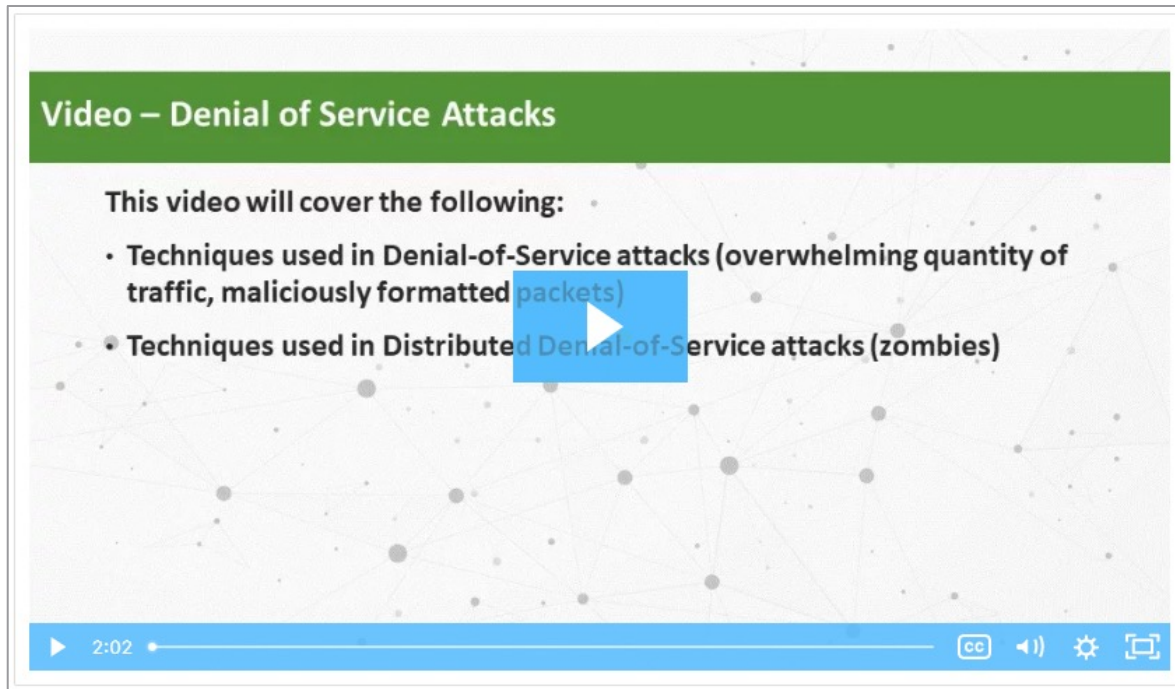 Video – Denial of Service Attacks
This video will cover the following:
• Techniques used in Denial-of-Service attacks (overwhelming quantity of
traffic, maliciously formatted packets)
• Techniques used in Distributed Denial-of-Service attacks (zombies)
2:02
CC